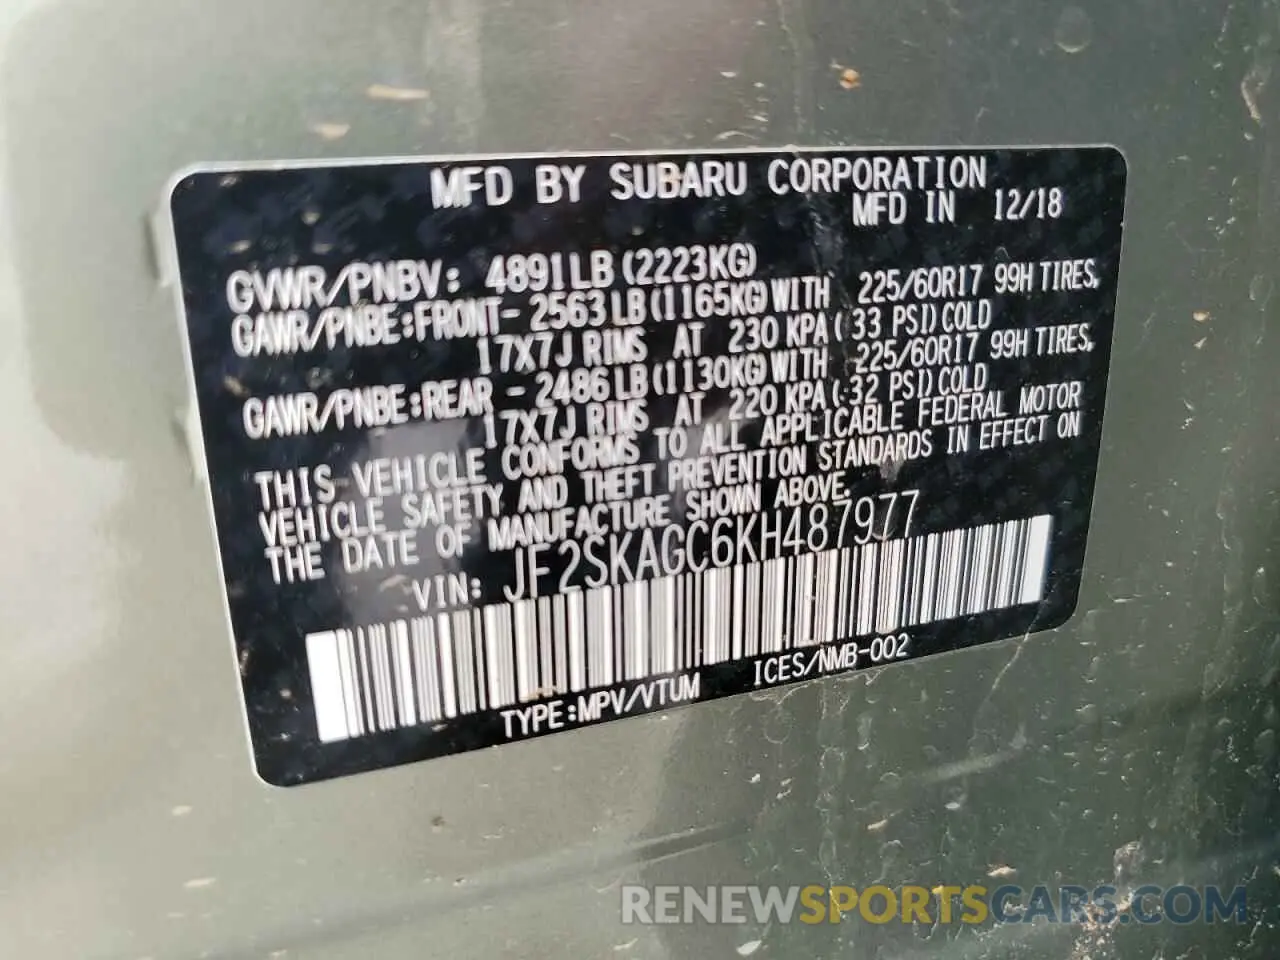 MFD BY SUBARU CORPORATION
MFD IN 12/18
GVWR/PNBV: 4891LB (2223KG)
GAWR/PNBE:FRONT- 2563LB(1165KG)WITH 225/60R17 99H TIRES,
17X7J RIMS AT 230 KPA( 33 PSI)COLD
GAWR/PNBE:REAR - 2486LB(1130KG)WITH 225/60R17 99H TIRES,
17X7J RIMS AT 220 KPA( 32 PSI)COLD
THIS VEHICLE CONFORMS TO ALL APPLICABLE FEDERAL MOTOR
VEHICLE SAFETY AND THEFT PREVENTION STANDARDS IN EFFECT ON
THE DATE OF MANUFACTURE SHOWN ABOVE.
VIN: JF2SKAGC6KH487977
TYPE:MPV/VTUM ICES/NMB-002
RENEWSPORTSCARS.COM